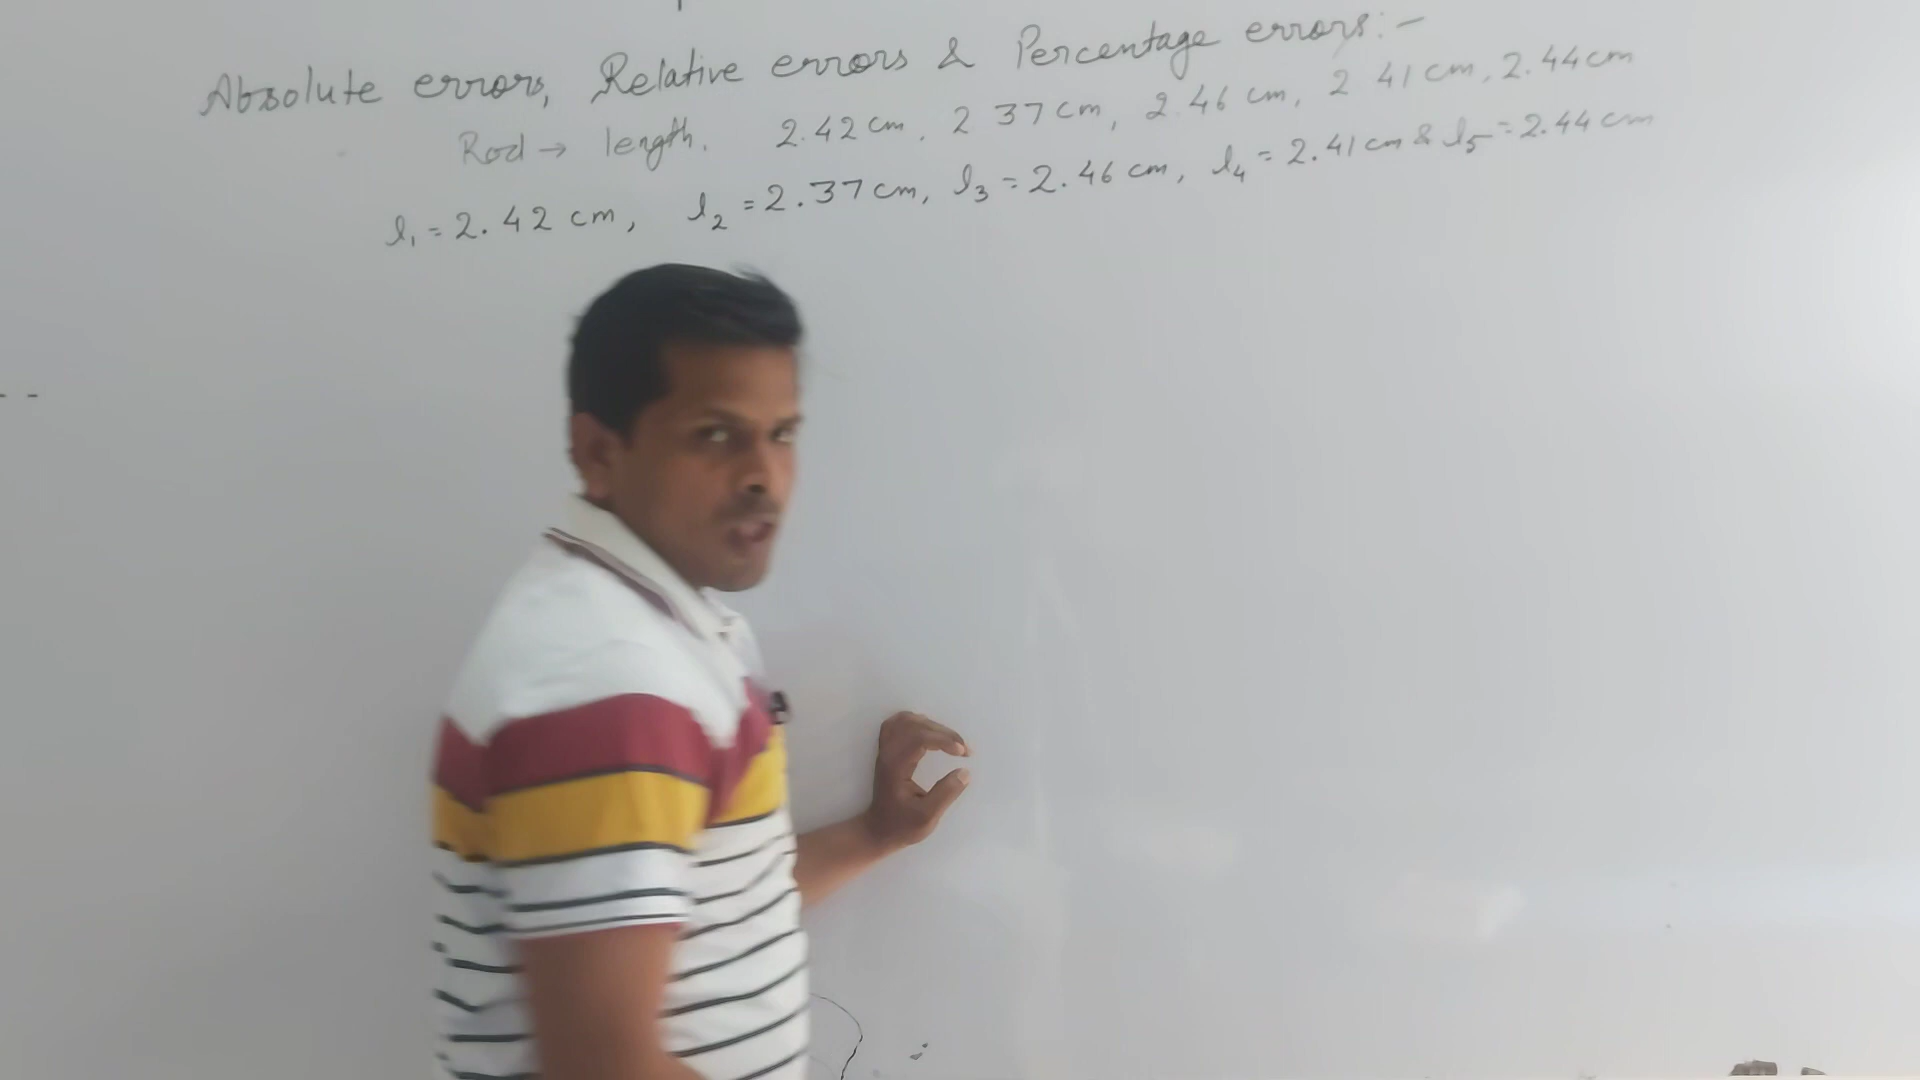 Absolute errors, Relative errors & Percentage errors:-
Rod → length. 2.42 cm, 2 37 cm, 2.46 cm, 2 41 cm, 2.44 cm
l₁ = 2.42 cm, l₂ = 2.37 cm, l₃ = 2.46 cm, l₄ = 2.41 cm & l₅ = 2.44 cm